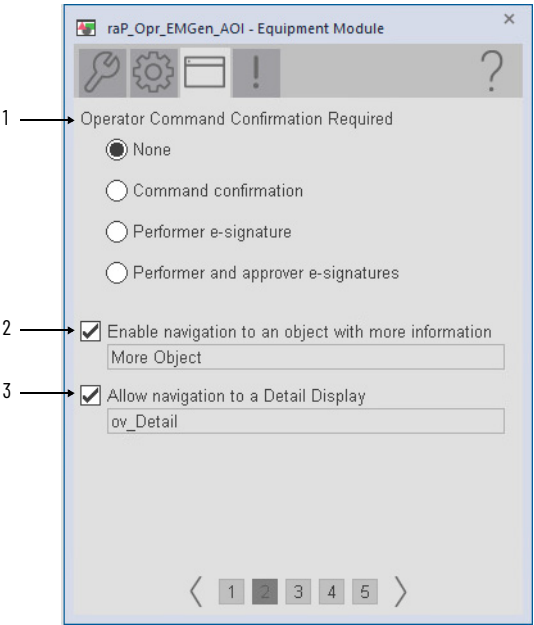 raP_Opr_EMGen_AOI - Equipment Module
1
Operator Command Confirmation Required
None
Command confirmation
Performer e-signature
Performer and approver e-signatures
2
Enable navigation to an object with more information
More Object
3
Allow navigation to a Detail Display
ov_Detail
1 2 3 4 5